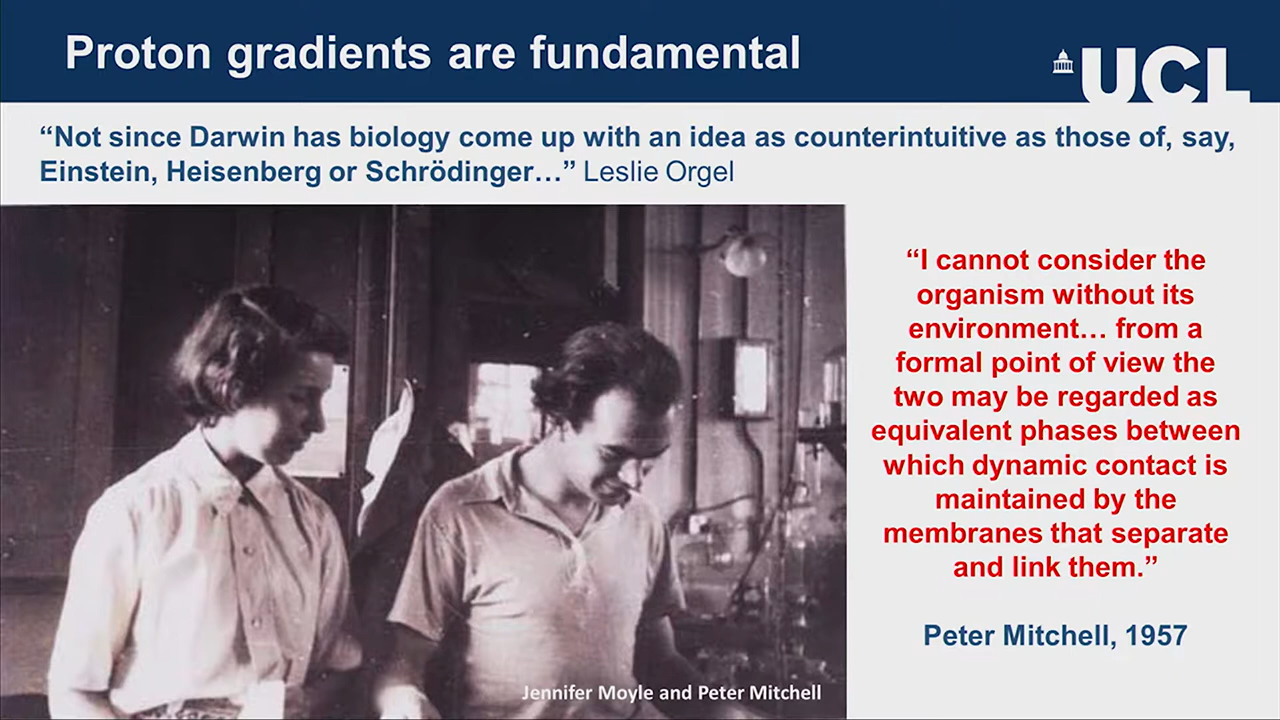 Proton gradients are fundamental
UCL
“Not since Darwin has biology come up with an idea as counterintuitive as those of, say,
Einstein, Heisenberg or Schrödinger…” Leslie Orgel
“I cannot consider the
organism without its
environment… from a
formal point of view the
two may be regarded as
equivalent phases between
which dynamic contact is
maintained by the
membranes that separate
and link them.”
Peter Mitchell, 1957
Jennifer Moyle and Peter Mitchell